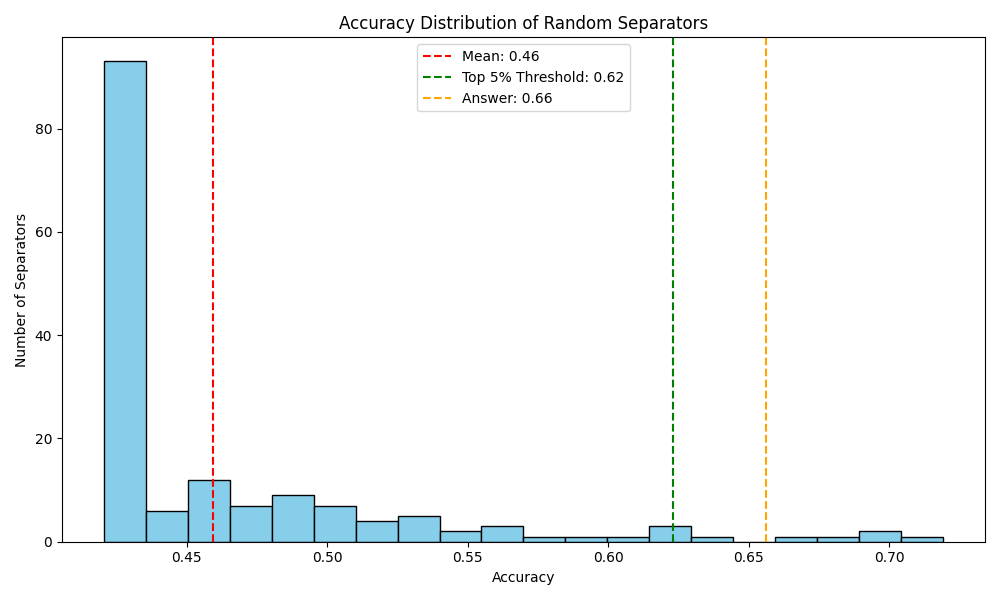 Accuracy Distribution of Random Separators
Mean: 0.46
Top 5% Threshold: 0.62
Answer: 0.66
Number of Separators
80
60
40
20
0
0.45
0.50
0.55
0.60
0.65
0.70
Accuracy